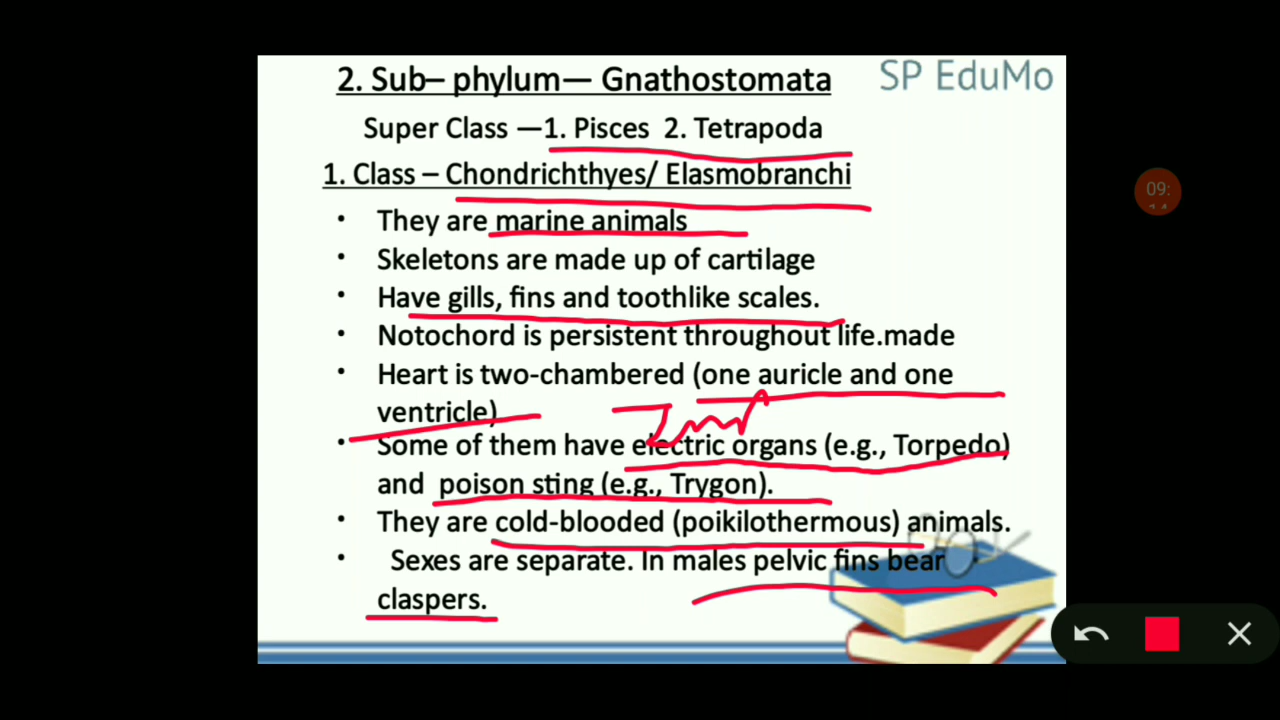 2. Sub– phylum— Gnathostomata
SP EduMo
Super Class —1. Pisces 2. Tetrapoda
1. Class – Chondrichthyes/ Elasmobranchi
• They are marine animals
• Skeletons are made up of cartilage
• Have gills, fins and toothlike scales.
• Notochord is persistent throughout life.made
• Heart is two-chambered (one auricle and one
ventricle)
Imp
• Some of them have electric organs (e.g., Torpedo)
and poison sting (e.g., Trygon).
• They are cold-blooded (poikilothermous) animals.
• Sexes are separate. In males pelvic fins bear
claspers.
09: